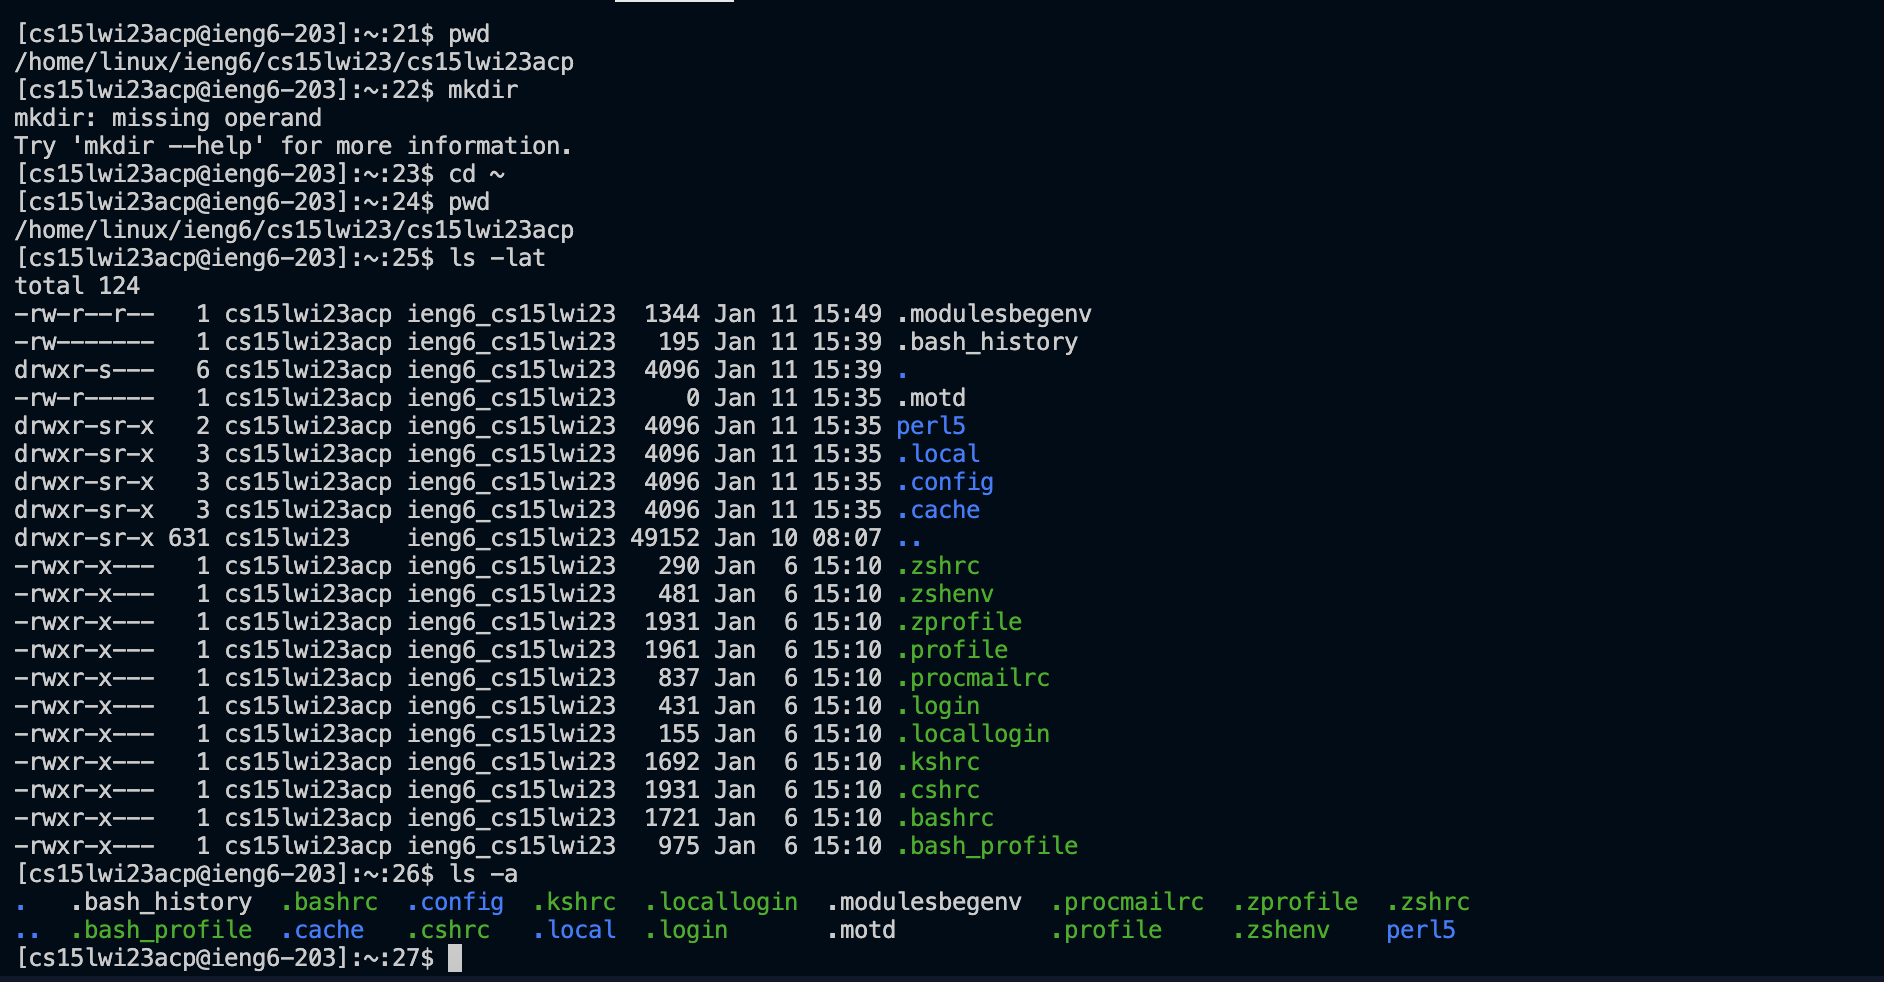 [cs15lwi23acp@ieng6-203]:~:21$ pwd
/home/linux/ieng6/cs15lwi23/cs15lwi23acp
[cs15lwi23acp@ieng6-203]:~:22$ mkdir
mkdir: missing operand
Try 'mkdir --help' for more information.
[cs15lwi23acp@ieng6-203]:~:23$ cd ~
[cs15lwi23acp@ieng6-203]:~:24$ pwd
/home/linux/ieng6/cs15lwi23/cs15lwi23acp
[cs15lwi23acp@ieng6-203]:~:25$ ls -lat
total 124
-rw-r--r--   1 cs15lwi23acp ieng6_cs15lwi23  1344 Jan 11 15:49 .modulesbegenv
-rw-------   1 cs15lwi23acp ieng6_cs15lwi23   195 Jan 11 15:39 .bash_history
drwxr-s---   6 cs15lwi23acp ieng6_cs15lwi23  4096 Jan 11 15:39 .
-rw-r-----   1 cs15lwi23acp ieng6_cs15lwi23     0 Jan 11 15:35 .motd
drwxr-sr-x   2 cs15lwi23acp ieng6_cs15lwi23  4096 Jan 11 15:35 perl5
drwxr-sr-x   3 cs15lwi23acp ieng6_cs15lwi23  4096 Jan 11 15:35 .local
drwxr-sr-x   3 cs15lwi23acp ieng6_cs15lwi23  4096 Jan 11 15:35 .config
drwxr-sr-x   3 cs15lwi23acp ieng6_cs15lwi23  4096 Jan 11 15:35 .cache
drwxr-sr-x 631 cs15lwi23    ieng6_cs15lwi23 49152 Jan 10 08:07 ..
-rwxr-x---   1 cs15lwi23acp ieng6_cs15lwi23   290 Jan  6 15:10 .zshrc
-rwxr-x---   1 cs15lwi23acp ieng6_cs15lwi23   481 Jan  6 15:10 .zshenv
-rwxr-x---   1 cs15lwi23acp ieng6_cs15lwi23  1931 Jan  6 15:10 .zprofile
-rwxr-x---   1 cs15lwi23acp ieng6_cs15lwi23  1961 Jan  6 15:10 .profile
-rwxr-x---   1 cs15lwi23acp ieng6_cs15lwi23   837 Jan  6 15:10 .procmailrc
-rwxr-x---   1 cs15lwi23acp ieng6_cs15lwi23   431 Jan  6 15:10 .login
-rwxr-x---   1 cs15lwi23acp ieng6_cs15lwi23   155 Jan  6 15:10 .locallogin
-rwxr-x---   1 cs15lwi23acp ieng6_cs15lwi23  1692 Jan  6 15:10 .kshrc
-rwxr-x---   1 cs15lwi23acp ieng6_cs15lwi23  1931 Jan  6 15:10 .cshrc
-rwxr-x---   1 cs15lwi23acp ieng6_cs15lwi23  1721 Jan  6 15:10 .bashrc
-rwxr-x---   1 cs15lwi23acp ieng6_cs15lwi23   975 Jan  6 15:10 .bash_profile
[cs15lwi23acp@ieng6-203]:~:26$ ls -a
.   .bash_history  .bashrc  .config  .kshrc  .locallogin  .modulesbegenv  .procmailrc  .zprofile  .zshrc
..  .bash_profile  .cache   .cshrc   .local  .login       .motd           .profile     .zshenv    perl5
[cs15lwi23acp@ieng6-203]:~:27$